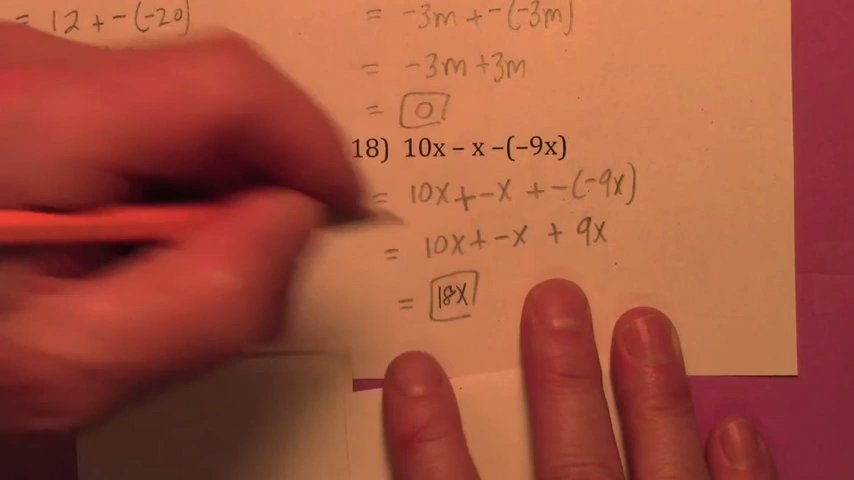 = 12 + - (-20)
= -3m + -(-3m)
= -3m + 3m
= 0
18) 10x – x –(–9x)
= 10x + -x + -(-9x)
= 10x + -x + 9x
= 18x